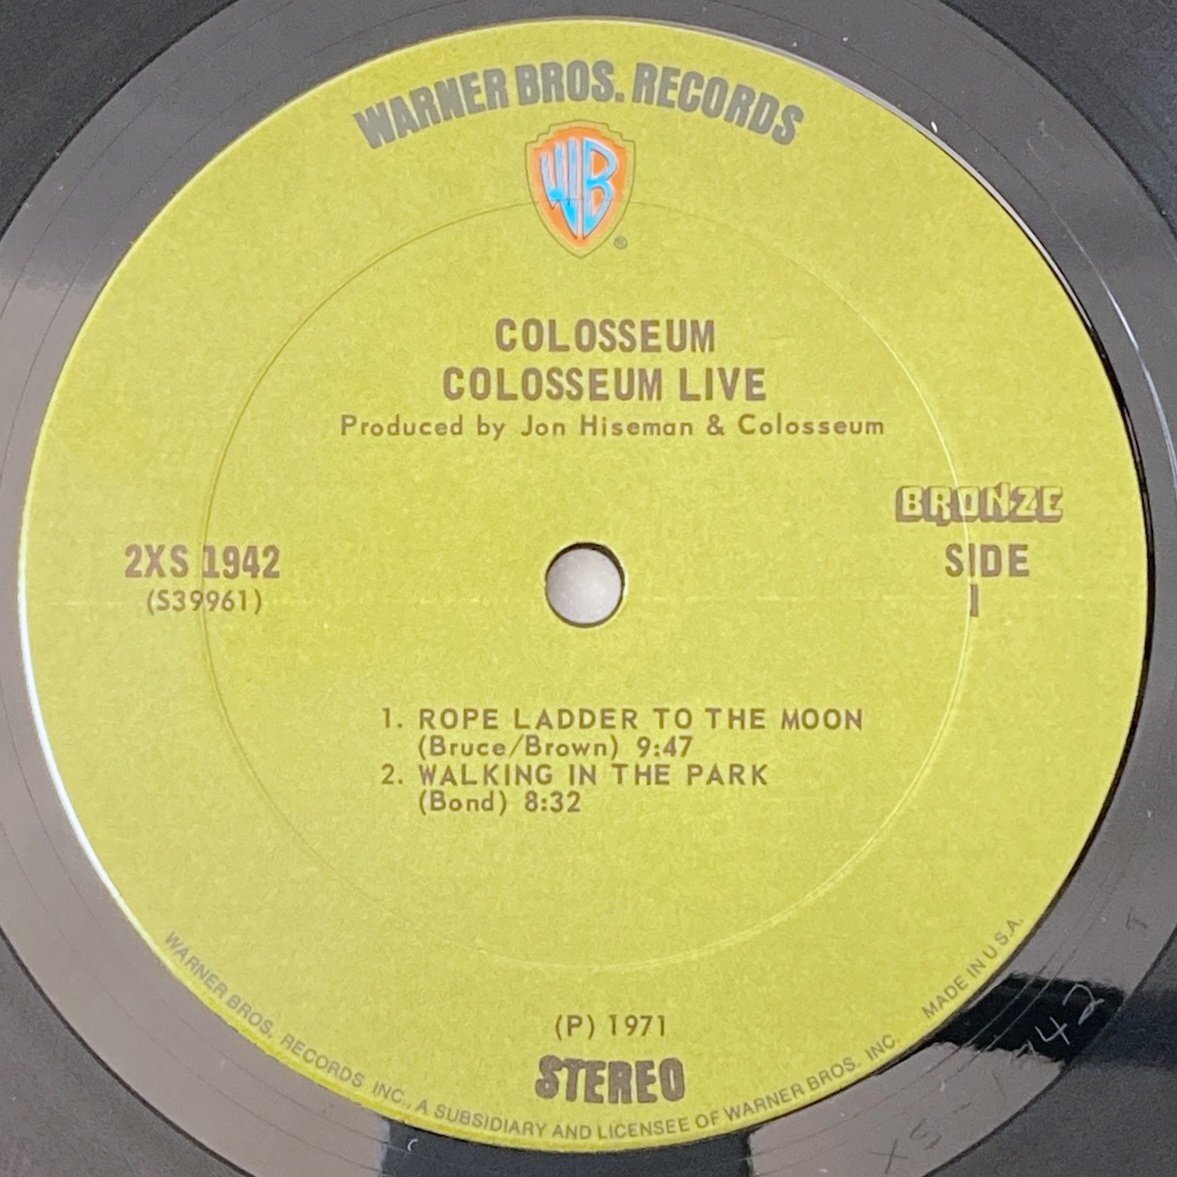 WARNER BROS. RECORDS
WB
®
COLOSSEUM
COLOSSEUM LIVE
Produced by Jon Hiseman & Colosseum
BRONZE
2XS 1942
(S39961)
SIDE
1
1. ROPE LADDER TO THE MOON
(Bruce/Brown) 9:47
2. WALKING IN THE PARK
(Bond) 8:32
(P) 1971
STEREO
WARNER BROS. RECORDS INC., A SUBSIDIARY AND LICENSEE OF WARNER BROS. INC. MADE IN U.S.A.